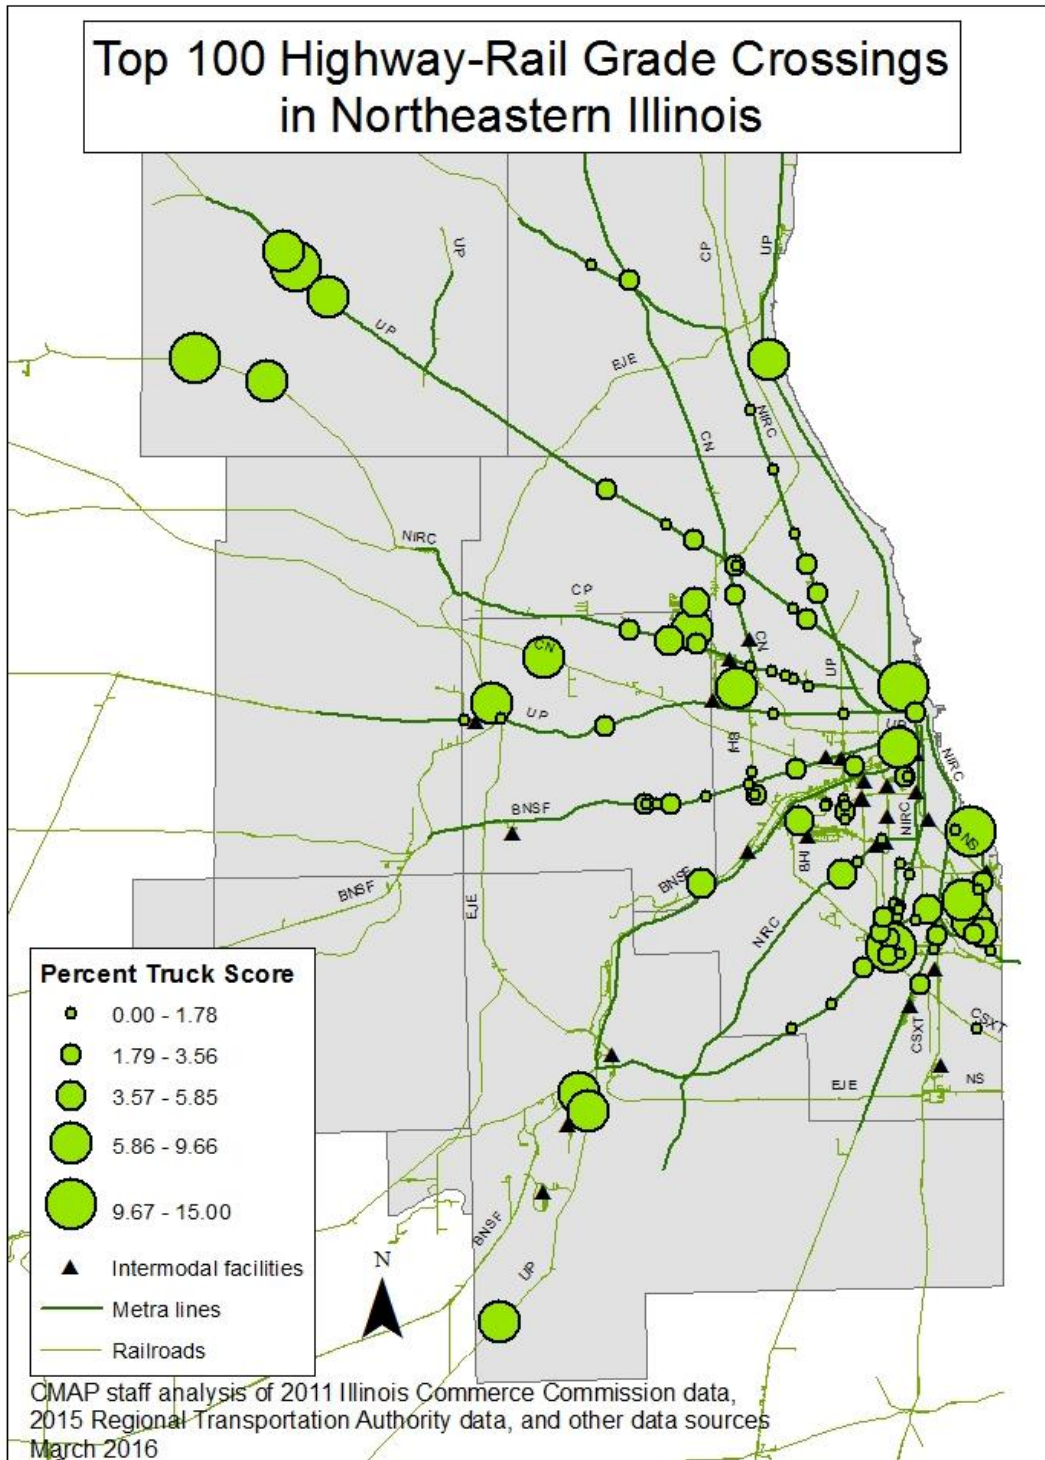 Top 100 Highway-Rail Grade Crossings
in Northeastern Illinois
UP
CP
UP
UP
EJE
NIRC
CN
NIRC
CP
CN
CN
UP
UP
UP
BHI
NIRC
BNSF
NIRC
NS
BHI
BNSF
BNSF
EJE
NIRC
CSXT
CSXT
EJE
NS
BNSF
UP
Percent Truck Score
0.00 - 1.78
1.79 - 3.56
3.57 - 5.85
5.86 - 9.66
9.67 - 15.00
Intermodal facilities
Metra lines
Railroads
N
CMAP staff analysis of 2011 Illinois Commerce Commission data,
2015 Regional Transportation Authority data, and other data sources
March 2016